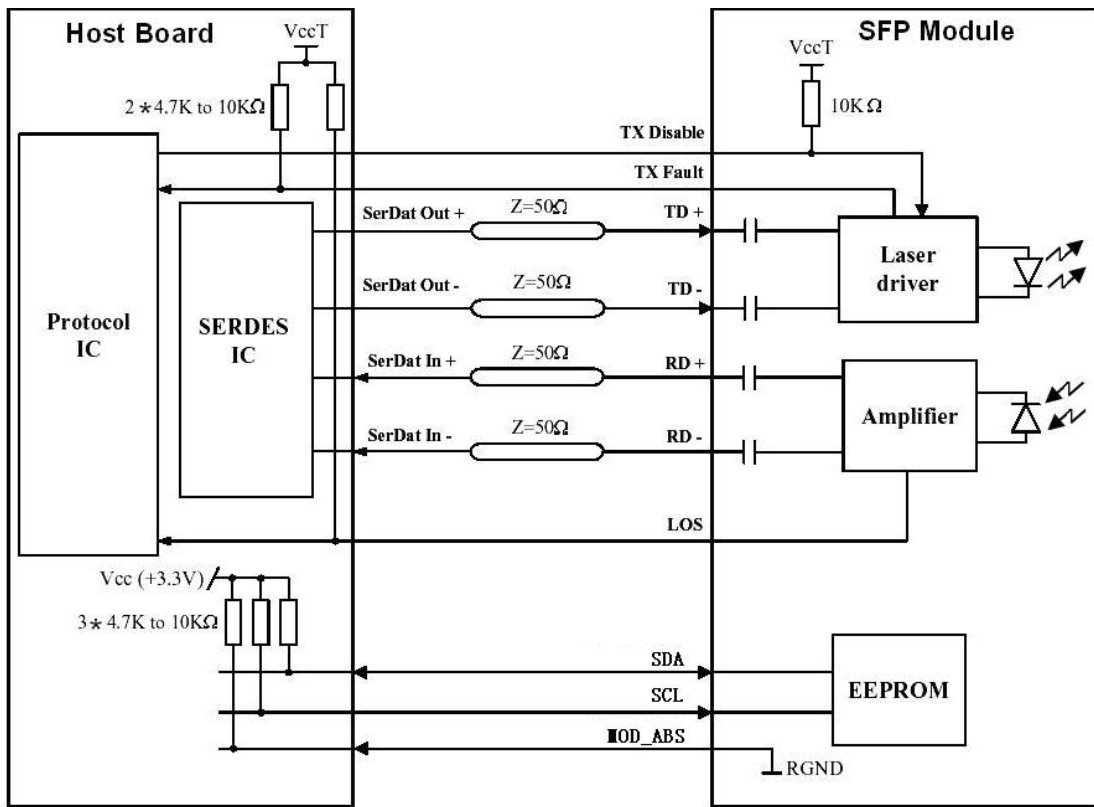 Host Board
SFP Module
VccT
VccT
2*4.7K to 10KΩ
10KΩ
TX Disable
TX Fault
SerDat Out +
Z=50Ω
TD +
SerDat Out -
Z=50Ω
TD -
Laser
driver
Protocol
IC
SERDES
IC
SerDat In +
Z=50Ω
RD +
SerDat In -
Z=50Ω
RD -
Amplifier
LOS
Vcc (+3.3V)
3*4.7K to 10KΩ
SDA
SCL
EEPROM
MOD_ABS
RGND